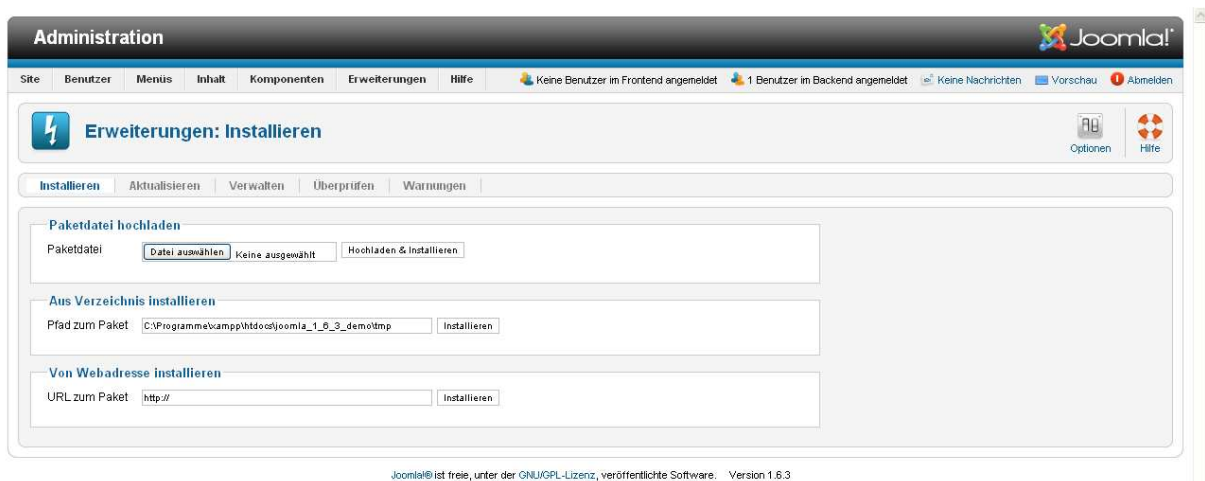 Administration
Joomla!
Site Benutzer Menüs Inhalt Komponenten Erweiterungen Hilfe Keine Benutzer im Frontend angemeldet 1 Benutzer im Backend angemeldet Keine Nachrichten Vorschau Abmelden
Erweiterungen: Installieren
Optionen Hilfe
Installieren Aktualisieren Verwalten Überprüfen Warnungen
Paketdatei hochladen
Paketdatei Datei auswählen Keine ausgewählt Hochladen & Installieren
Aus Verzeichnis installieren
Pfad zum Paket C:\Programme\xampp\htdocs\joomla_1_6_3_demo\tmp Installieren
Von Webadresse installieren
URL zum Paket http:// Installieren
Joomla!® ist freie, unter der GNU/GPL-Lizenz, veröffentlichte Software. Version 1.6.3